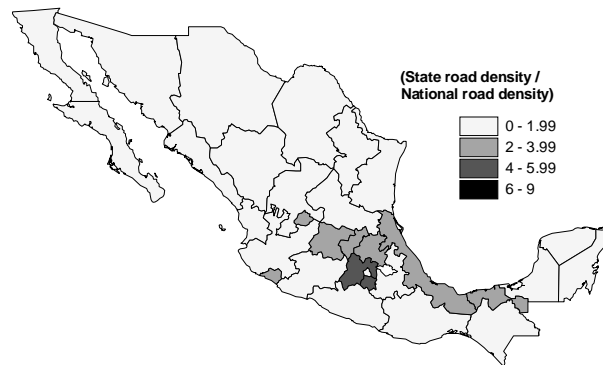 (State road density /
National road density)
0 - 1.99
2 - 3.99
4 - 5.99
6 - 9